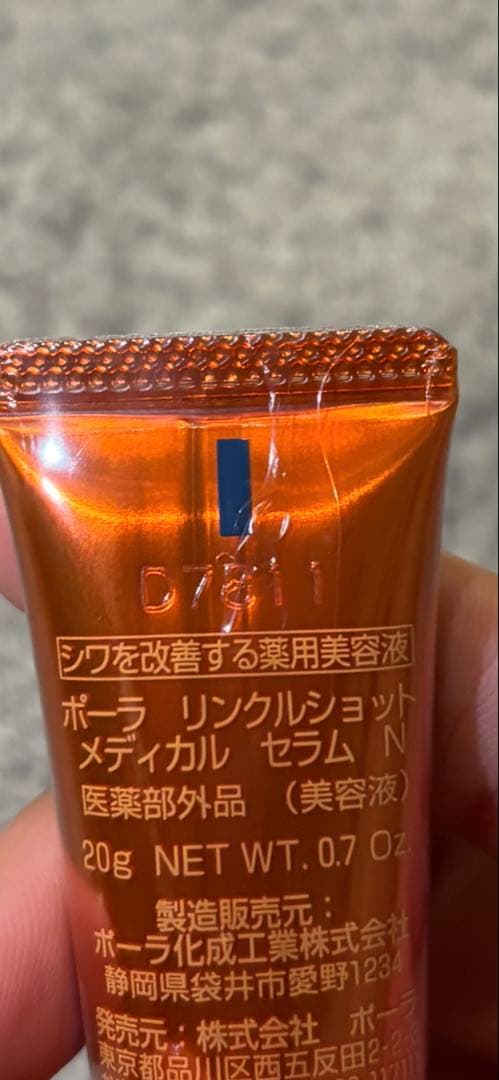 D7811
シワを改善する薬用美容液
ポーラ リンクルショット
メディカル セラム N
医薬部外品 (美容液)
20g NET WT. 0.7 Oz.
製造販売元:
ポーラ化成工業株式会社
静岡県袋井市愛野1234
発売元:株式会社 ポーラ
東京都品川区西五反田2-2-